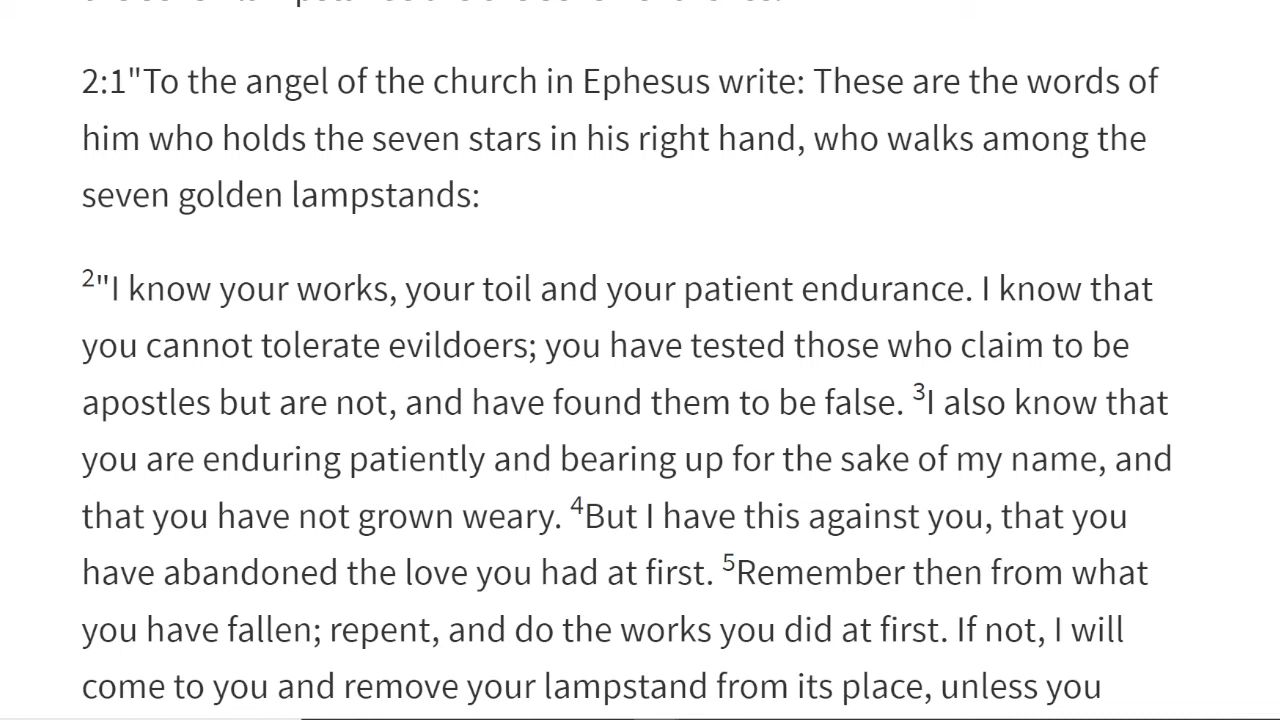 2:1"To the angel of the church in Ephesus write: These are the words of
him who holds the seven stars in his right hand, who walks among the
seven golden lampstands:
2"I know your works, your toil and your patient endurance. I know that
you cannot tolerate evildoers; you have tested those who claim to be
apostles but are not, and have found them to be false. 3I also know that
you are enduring patiently and bearing up for the sake of my name, and
that you have not grown weary. 4But I have this against you, that you
have abandoned the love you had at first. 5Remember then from what
you have fallen; repent, and do the works you did at first. If not, I will
come to you and remove your lampstand from its place, unless you